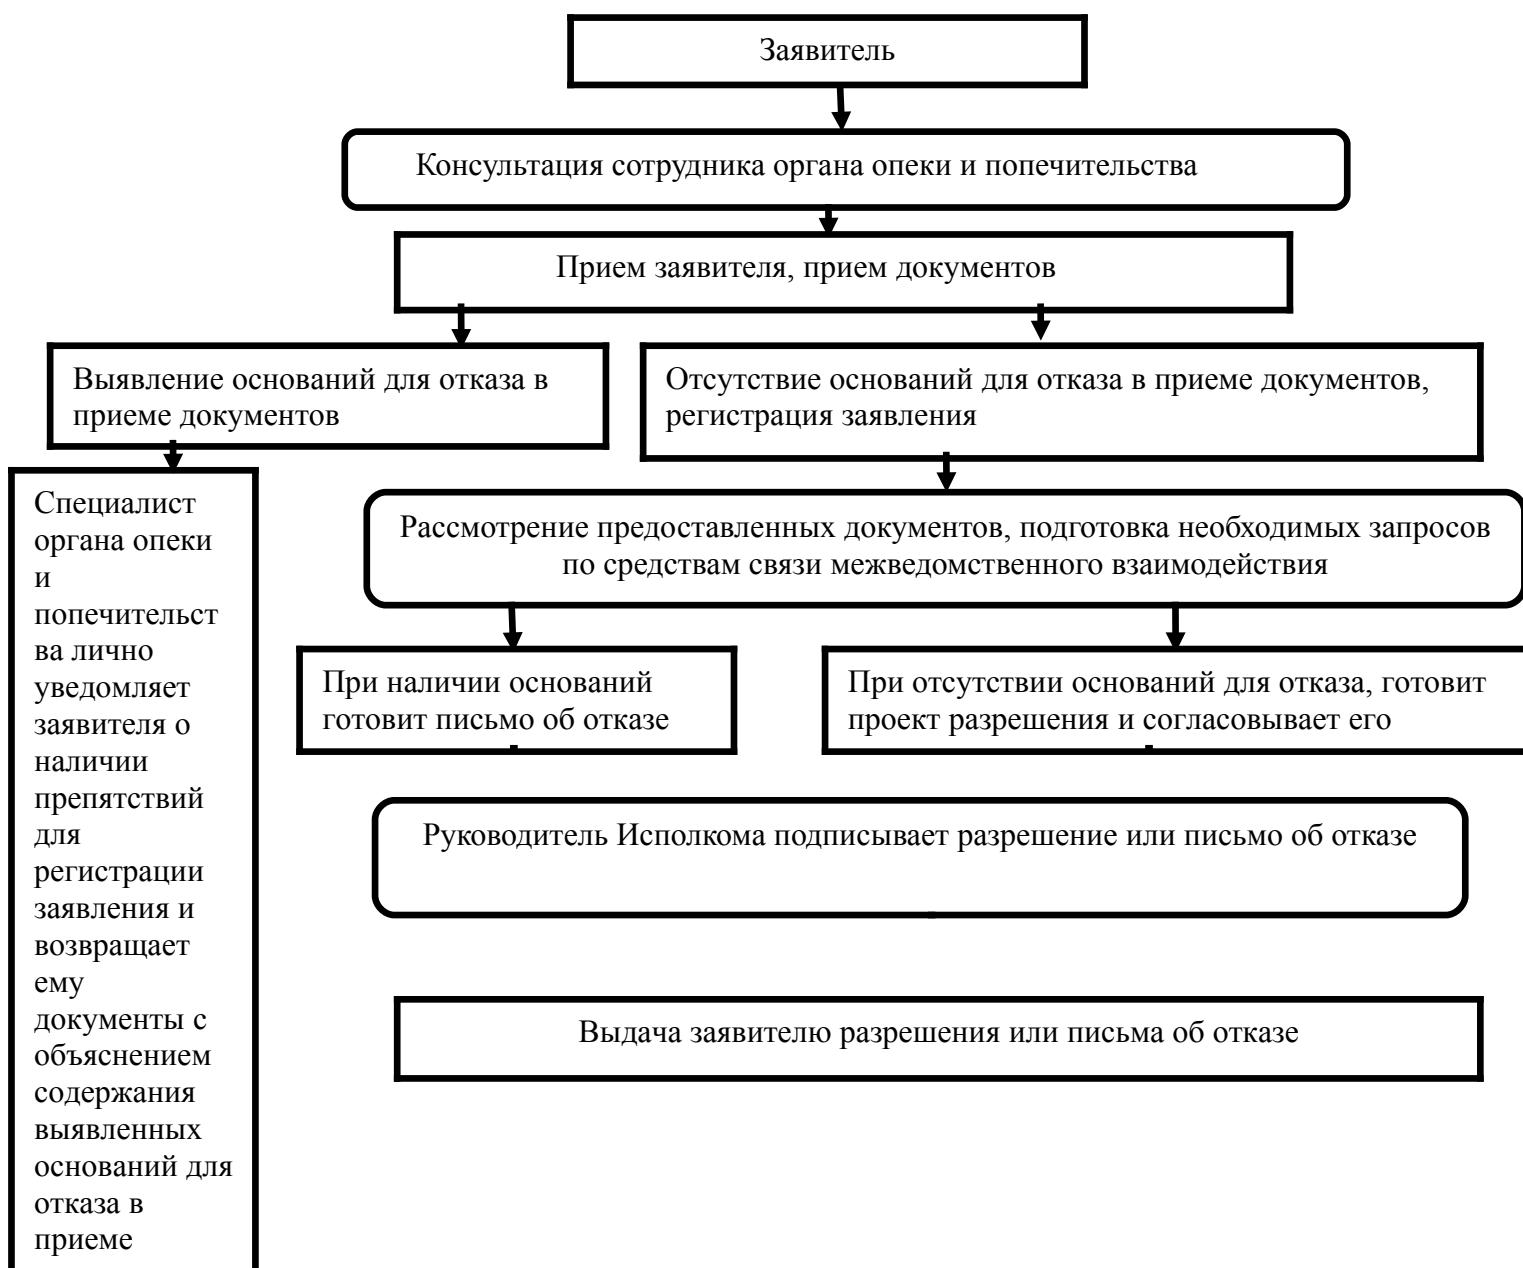 Заявитель
Консультация сотрудника органа опеки и попечительства
Прием заявителя, прием документов
Выявление оснований для отказа в
приеме документов
Отсутствие оснований для отказа в приеме документов,
регистрация заявления
Специалист
органа опеки
и
попечительст
ва лично
уведомляет
заявителя о
наличии
препятствий
для
регистрации
заявления и
возвращает
ему
документы с
объяснением
содержания
выявленных
оснований для
отказа в
приеме
Рассмотрение предоставленных документов, подготовка необходимых запросов
по средствам связи межведомственного взаимодействия
При наличии оснований
готовит письмо об отказе
При отсутствии оснований для отказа, готовит
проект разрешения и согласовывает его
Руководитель Исполкома подписывает разрешение или письмо об отказе
Выдача заявителю разрешения или письма об отказе